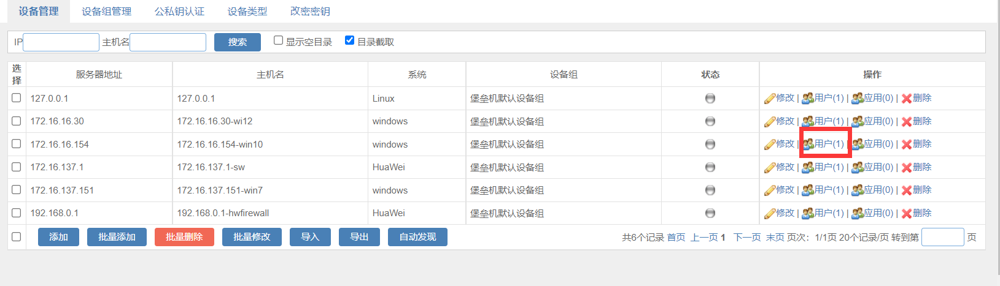 设备管理 设备组管理 公私钥认证 设备类型 改密密钥
IP 主机名 搜索 显示空目录 目录截取
选择 服务器地址 主机名 系统 设备组 状态 操作
127.0.0.1 127.0.0.1 Linux 堡垒机默认设备组 修改 | 用户(1) | 应用(0) | 删除
172.16.16.30 172.16.16.30-wi12 windows 堡垒机默认设备组 修改 | 用户(1) | 应用(0) | 删除
172.16.16.154 172.16.16.154-win10 windows 堡垒机默认设备组 修改 | 用户(1) 应用(0) | 删除
172.16.137.1 172.16.137.1-sw HuaWei 堡垒机默认设备组 修改 | 用户(1) | 应用(0) | 删除
172.16.137.151 172.16.137.151-win7 windows 堡垒机默认设备组 修改 | 用户(1) | 应用(0) | 删除
192.168.0.1 192.168.0.1-hwfirewall HuaWei 堡垒机默认设备组 修改 | 用户(1) | 应用(0) | 删除
添加 批量添加 批量删除 批量修改 导入 导出 自动发现 共6个记录 首页 上一页 1 下一页 末页 页次：1/1页 20个记录/页 转到第 页